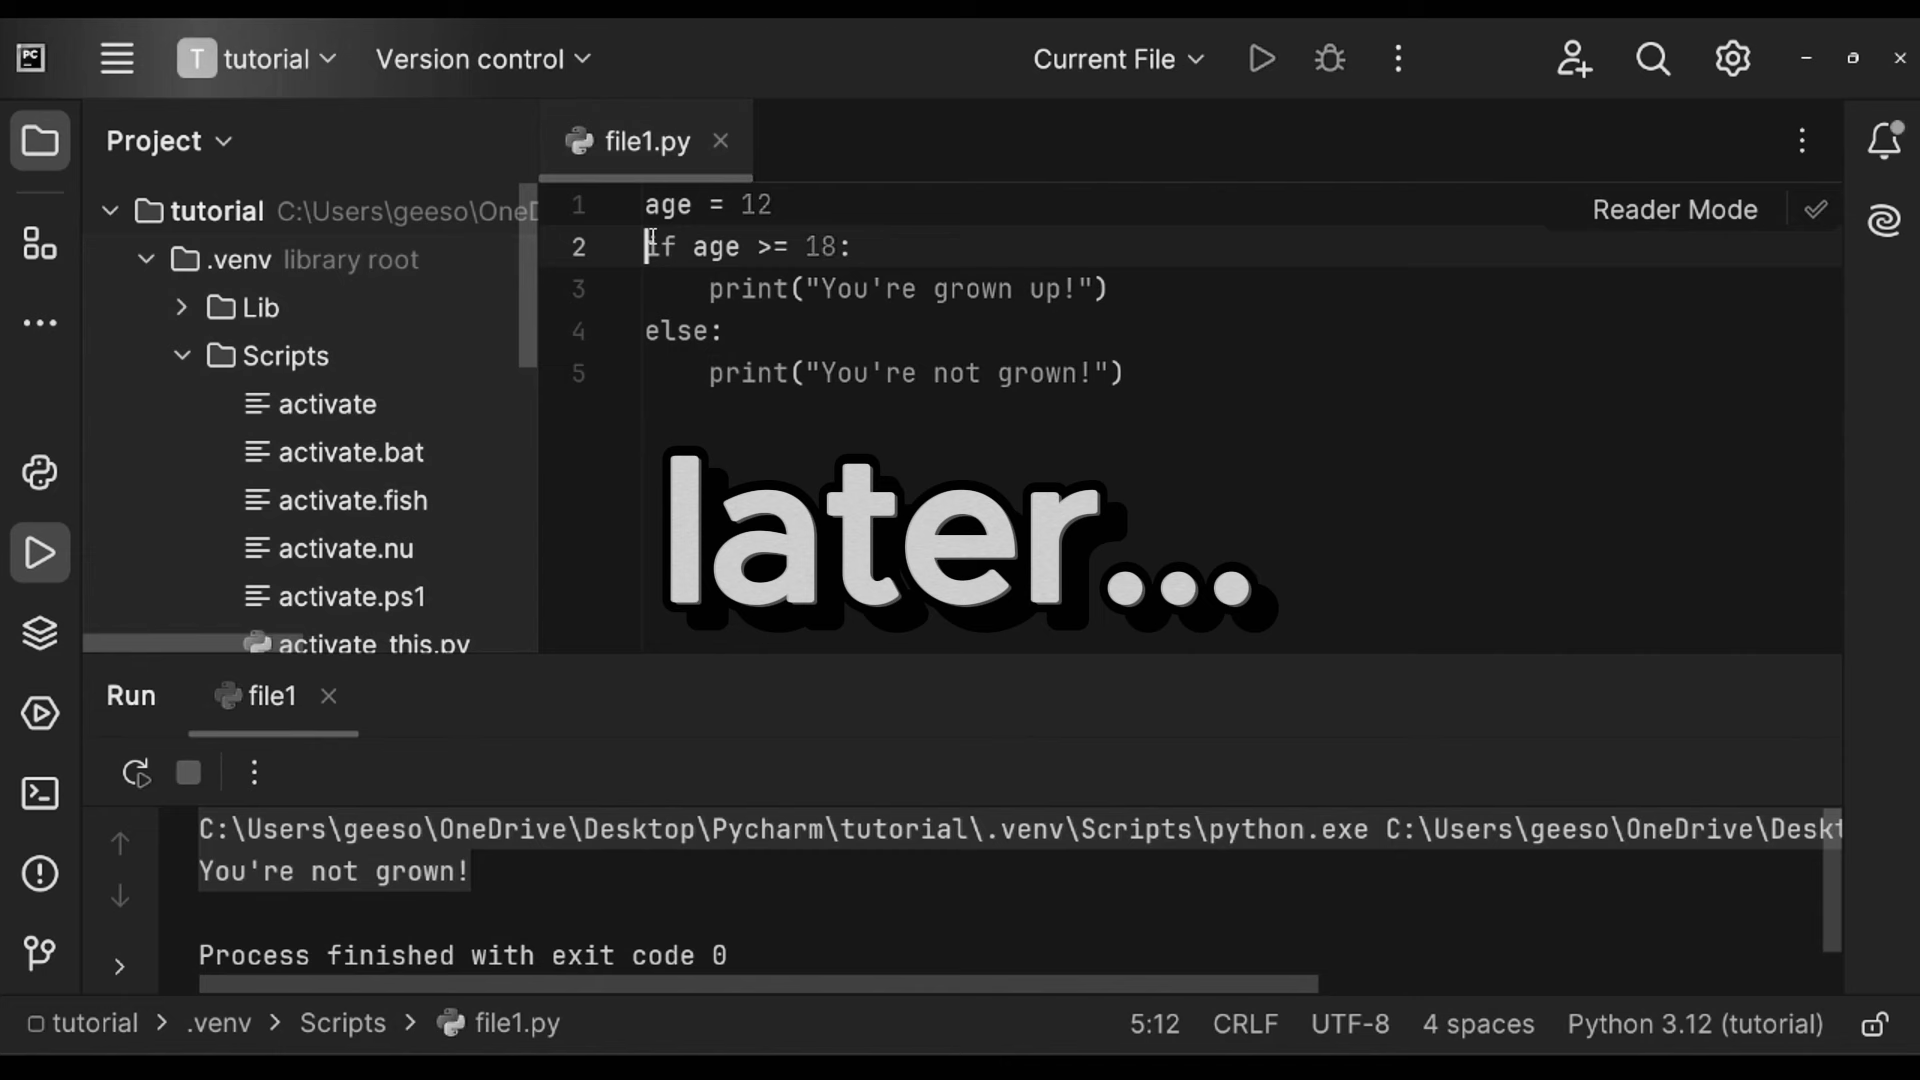 PC
T tutorial Version control Current File
Project
file1.py
tutorial C:\Users\geeso\OneD
.venv library root
Lib
Scripts
activate
activate.bat
activate.fish
activate.nu
activate.ps1
activate_this.py
1 age = 12
2 if age >= 18:
3 print("You're grown up!")
4 else:
5 print("You're not grown!")
Reader Mode
later...
Run file1
C:\Users\geeso\OneDrive\Desktop\Pycharm\tutorial\.venv\Scripts\python.exe C:\Users\geeso\OneDrive\Deskt
You're not grown!
Process finished with exit code 0
tutorial > .venv > Scripts > file1.py 5:12 CRLF UTF-8 4 spaces Python 3.12 (tutorial)